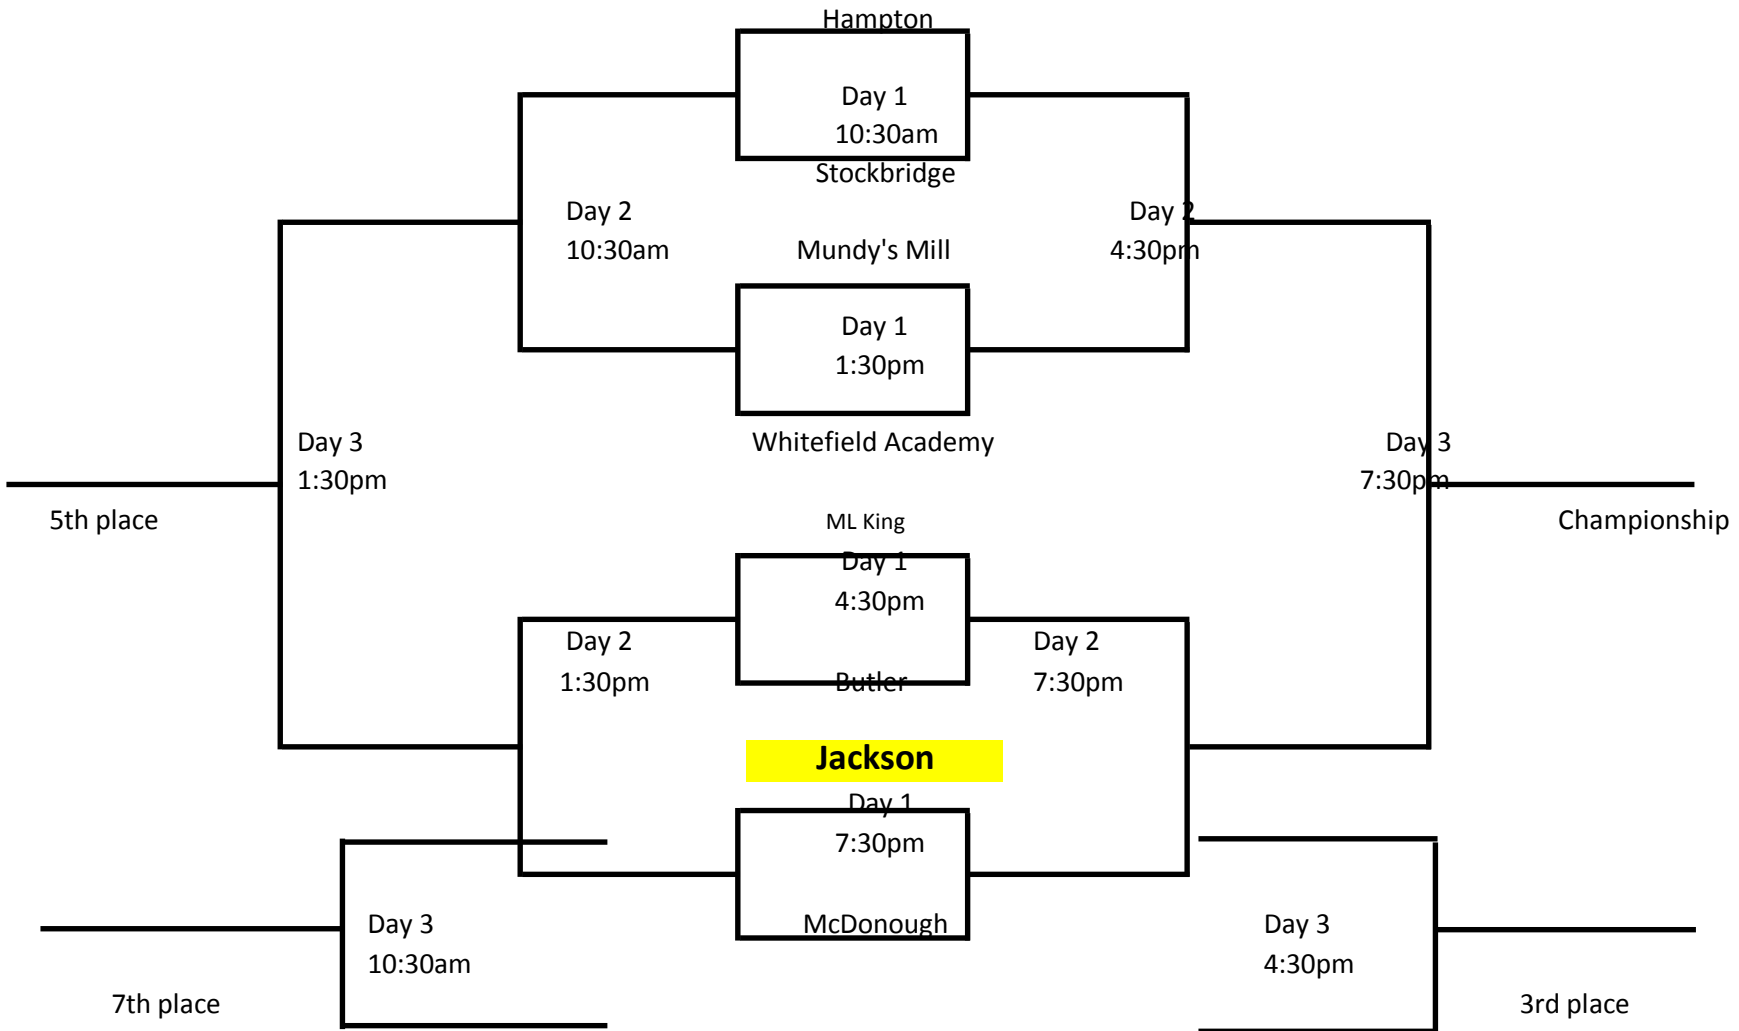 Hampton
Day 1
10:30am
Stockbridge
Day 2
10:30am
Mundy's Mill
Day 2
4:30pm
Day 1
1:30pm
Whitefield Academy
Day 3
1:30pm
Day 3
7:30pm
5th place
ML King
Championship
Day 1
4:30pm
Day 2
1:30pm
Butler
Day 2
7:30pm
Jackson
Day 1
7:30pm
McDonough
Day 3
10:30am
7th place
Day 3
4:30pm
3rd place